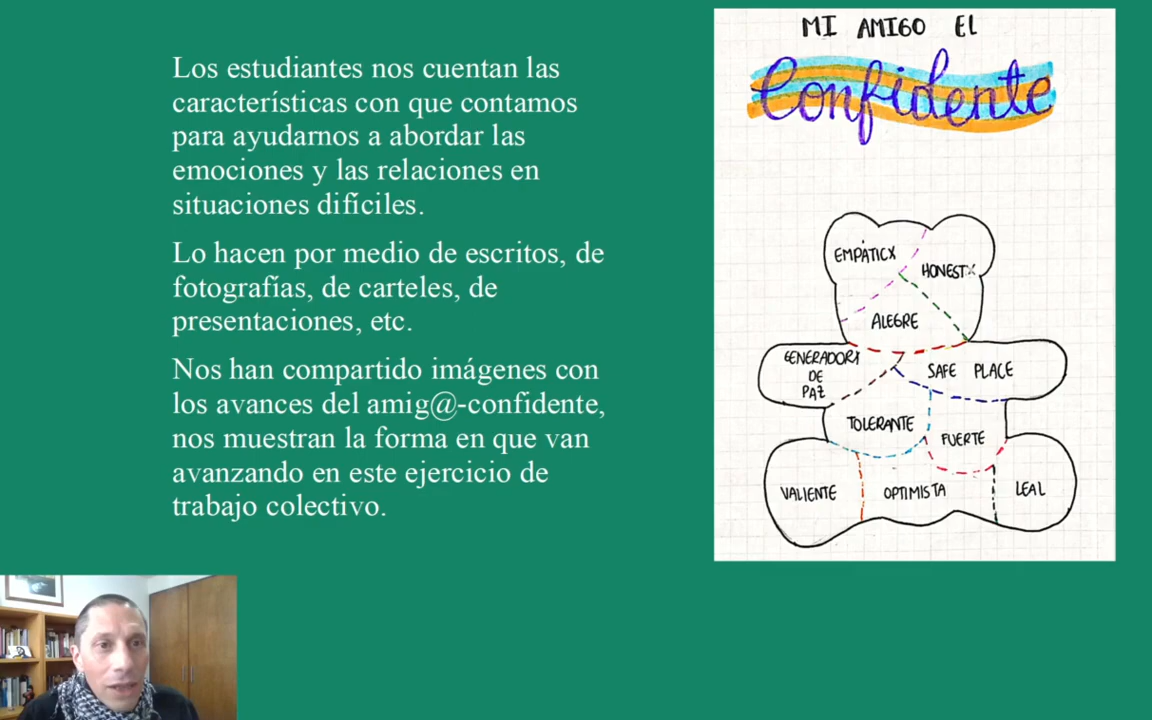 Los estudiantes nos cuentan las
características con que contamos
para ayudarnos a abordar las
emociones y las relaciones en
situaciones difíciles.
Lo hacen por medio de escritos, de
fotografías, de carteles, de
presentaciones, etc.
Nos han compartido imágenes con
los avances del amig@-confidente,
nos muestran la forma en que van
avanzando en este ejercicio de
trabajo colectivo.
MI AMIGO EL
Confidente
EMPÁTICX
HONESTX
ALEGRE
GENERADORX
DE
PAZ
SAFE PLACE
TOLERANTE
FUERTE
VALIENTE
OPTIMISTA
LEAL